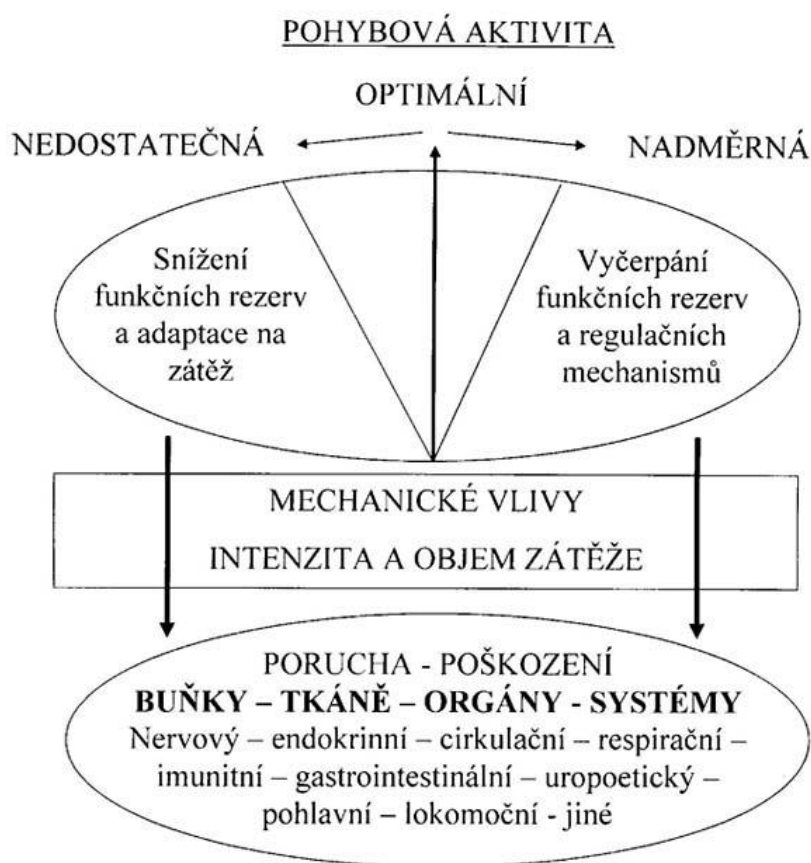 POHYBOVÁ AKTIVITA
OPTIMÁLNÍ
NEDOSTATEČNÁ
NADMĚRNÁ
Snížení
funkčních rezerv
a adaptace na
zátěž
Vyčerpání
funkčních rezerv
a regulačních
mechanismů
MECHANICKÉ VLIVY
INTENZITA A OBJEM ZÁTĚŽE
PORUCHA - POŠKOZENÍ
BUŇKY – TKÁNĚ – ORGÁNY - SYSTÉMY
Nervový – endokrinní – cirkulační – respirační –
imunitní – gastrointestinální – uropoetický –
pohlavní – lokomoční - jiné